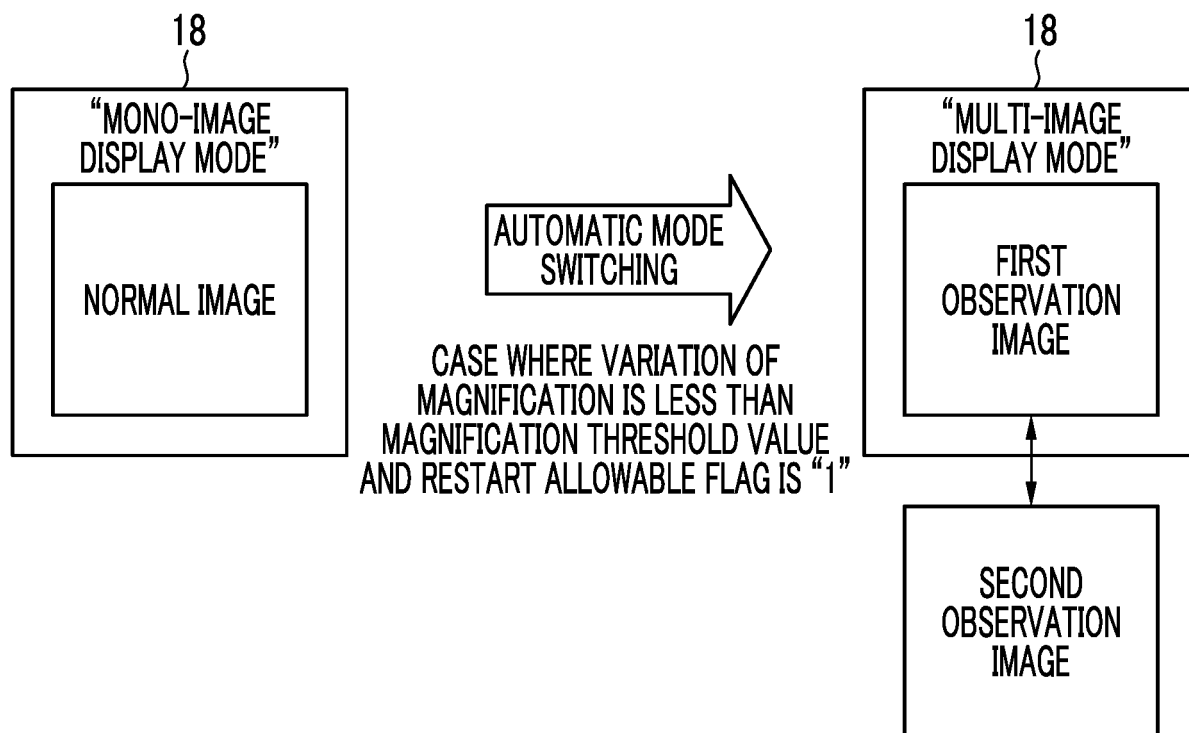 18
“MONO-IMAGE
DISPLAY MODE”
NORMAL IMAGE
AUTOMATIC MODE
SWITCHING
CASE WHERE VARIATION OF
MAGNIFICATION IS LESS THAN
MAGNIFICATION THRESHOLD VALUE
AND RESTART ALLOWABLE FLAG IS “1”
18
“MULTI-IMAGE
DISPLAY MODE”
FIRST
OBSERVATION
IMAGE
SECOND
OBSERVATION
IMAGE